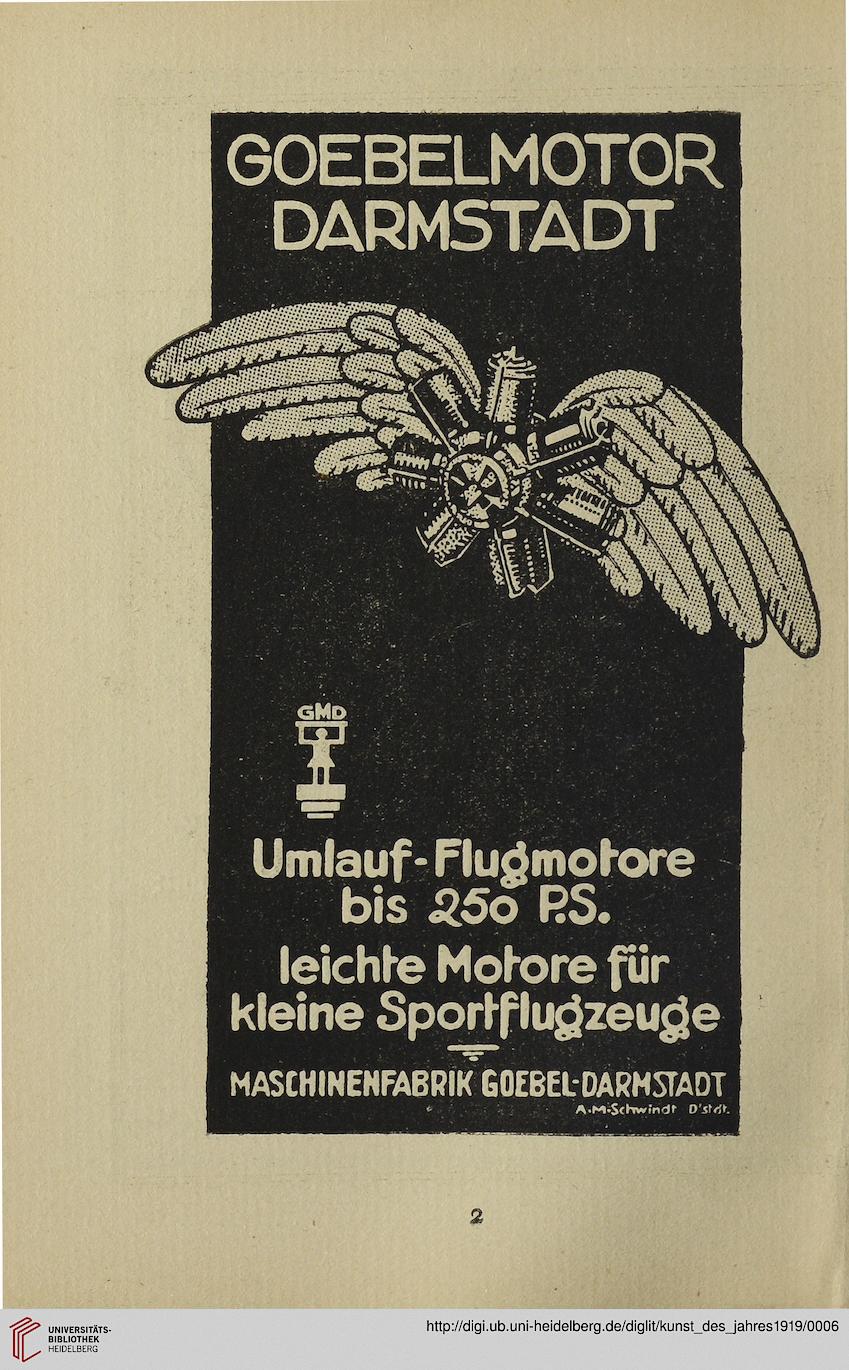 GOEBELMOTOR
DARMSTADT
GMD
Umlauf-Flugmotore
bis 250 P.S.
leichte Motore für
kleine Sportflugzeuge
MASCHINENFABRIK GOEBEL-DARMSTADT
A.M.Schwindt D'stdt.
2
UNIVERSITÄTS-
BIBLIOTHEK
HEIDELBERG
http://digi.ub.uni-heidelberg.de/diglit/kunst_des_jahres1919/0006